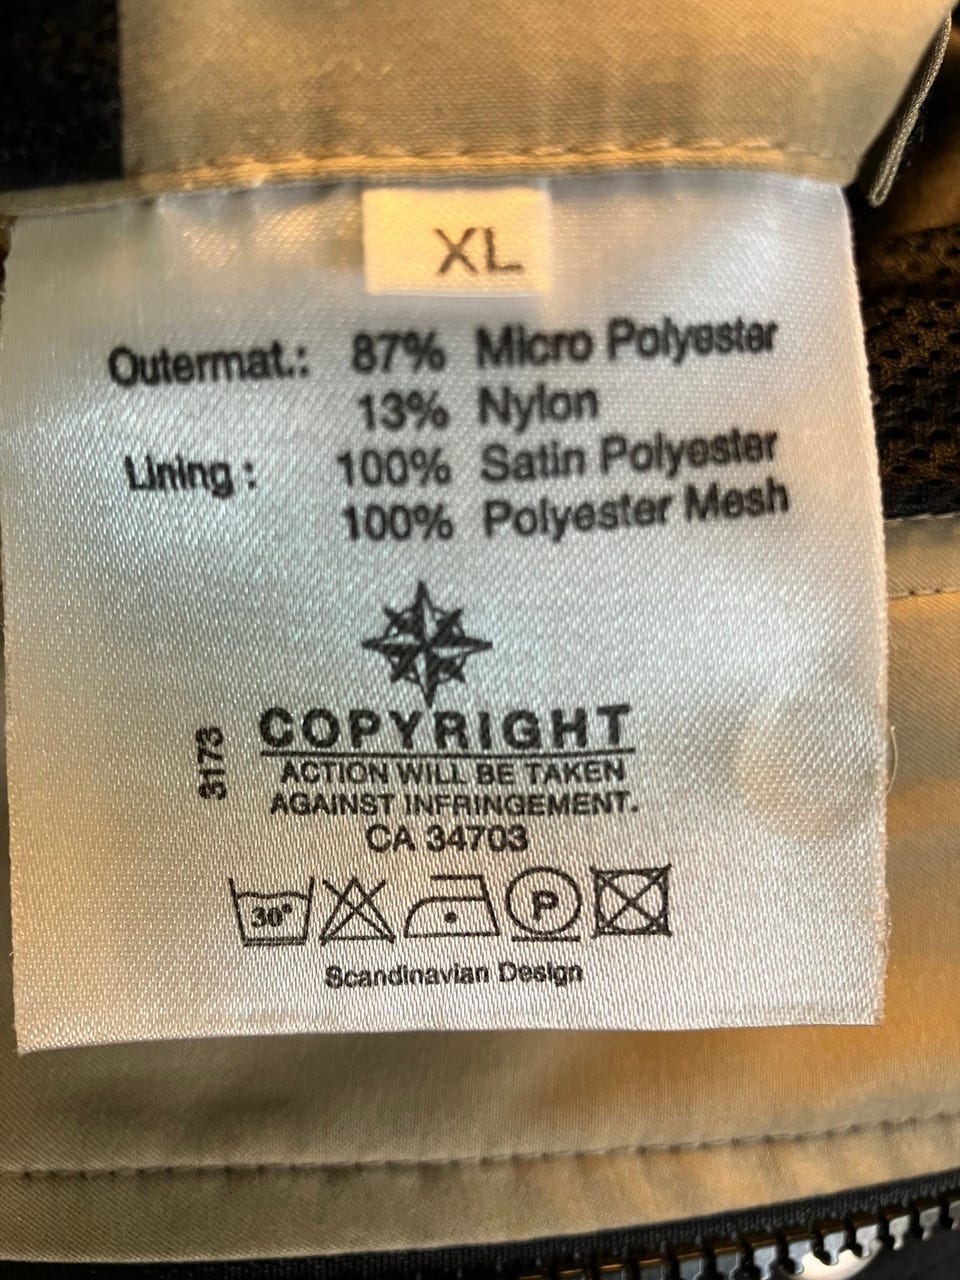 XL
Outermat.: 87% Micro Polyester
13% Nylon
Lining : 100% Satin Polyester
100% Polyester Mesh
COPYRIGHT
ACTION WILL BE TAKEN
AGAINST INFRINGEMENT.
CA 34703
3173
30°
P
Scandinavian Design